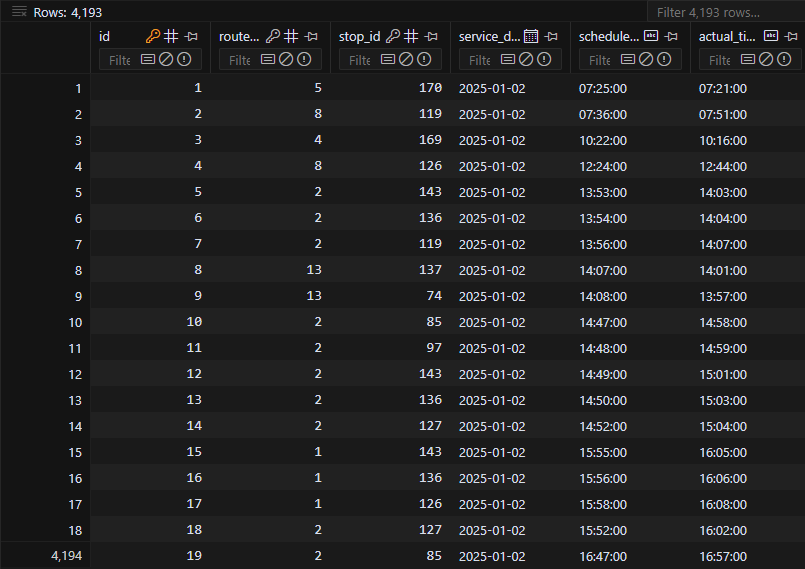 Rows: 4,193 Filter 4,193 rows...
id route... stop_id service_d... schedule... actual_ti...
Filte Filte Filte Filte Filte Filte
1 1 5 170 2025-01-02 07:25:00 07:21:00
2 2 8 119 2025-01-02 07:36:00 07:51:00
3 3 4 169 2025-01-02 10:22:00 10:16:00
4 4 8 126 2025-01-02 12:24:00 12:44:00
5 5 2 143 2025-01-02 13:53:00 14:03:00
6 6 2 136 2025-01-02 13:54:00 14:04:00
7 7 2 119 2025-01-02 13:56:00 14:07:00
8 8 13 137 2025-01-02 14:07:00 14:01:00
9 9 13 74 2025-01-02 14:08:00 13:57:00
10 10 2 85 2025-01-02 14:47:00 14:58:00
11 11 2 97 2025-01-02 14:48:00 14:59:00
12 12 2 143 2025-01-02 14:49:00 15:01:00
13 13 2 136 2025-01-02 14:50:00 15:03:00
14 14 2 127 2025-01-02 14:52:00 15:04:00
15 15 1 143 2025-01-02 15:55:00 16:05:00
16 16 1 136 2025-01-02 15:56:00 16:06:00
17 17 1 126 2025-01-02 15:58:00 16:08:00
18 18 2 127 2025-01-02 15:52:00 16:02:00
4,194 19 2 85 2025-01-02 16:47:00 16:57:00